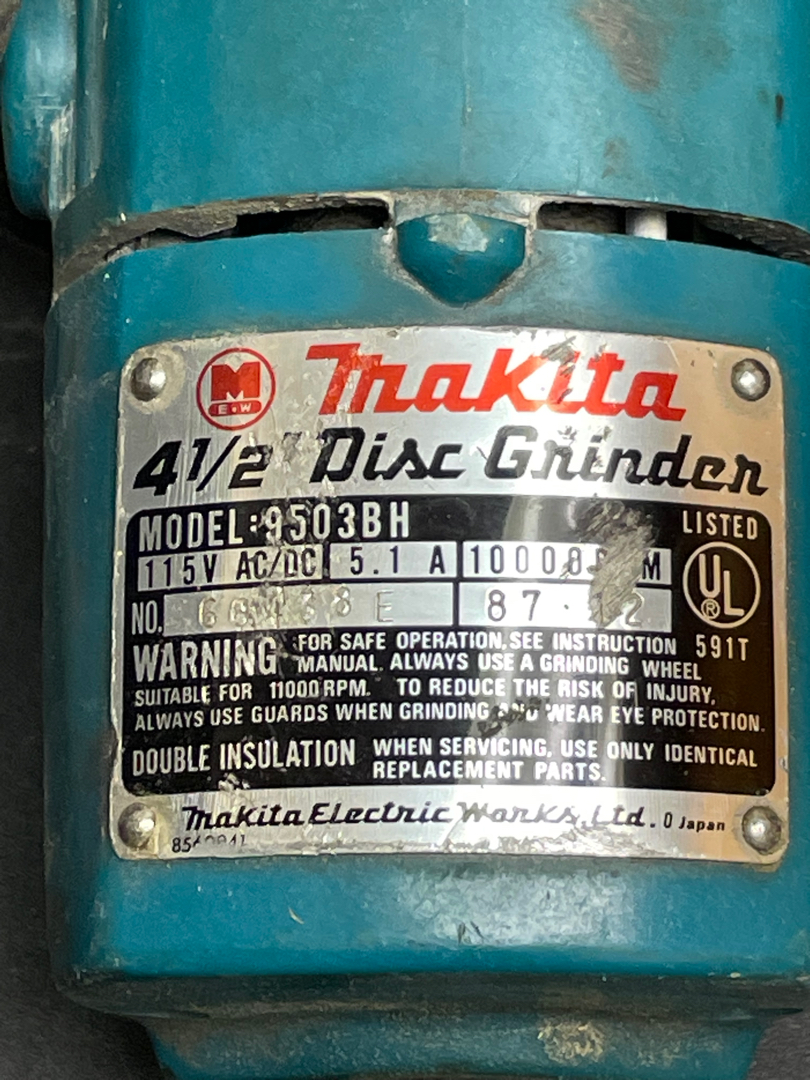 M
E·W
Makita
4 1/2" Disc Grinder
MODEL: 9503BH
LISTED
115V AC/DC 5.1 A
UL
®
NO. 87·
591T
WARNING FOR SAFE OPERATION, SEE INSTRUCTION
MANUAL. ALWAYS USE A GRINDING WHEEL
SUITABLE FOR 11000 RPM. TO REDUCE THE RISK OF INJURY,
ALWAYS USE GUARDS WHEN GRINDING AND WEAR EYE PROTECTION.
DOUBLE INSULATION WHEN SERVICING, USE ONLY IDENTICAL
REPLACEMENT PARTS.
Makita Electric Works, Ltd. 0 Japan